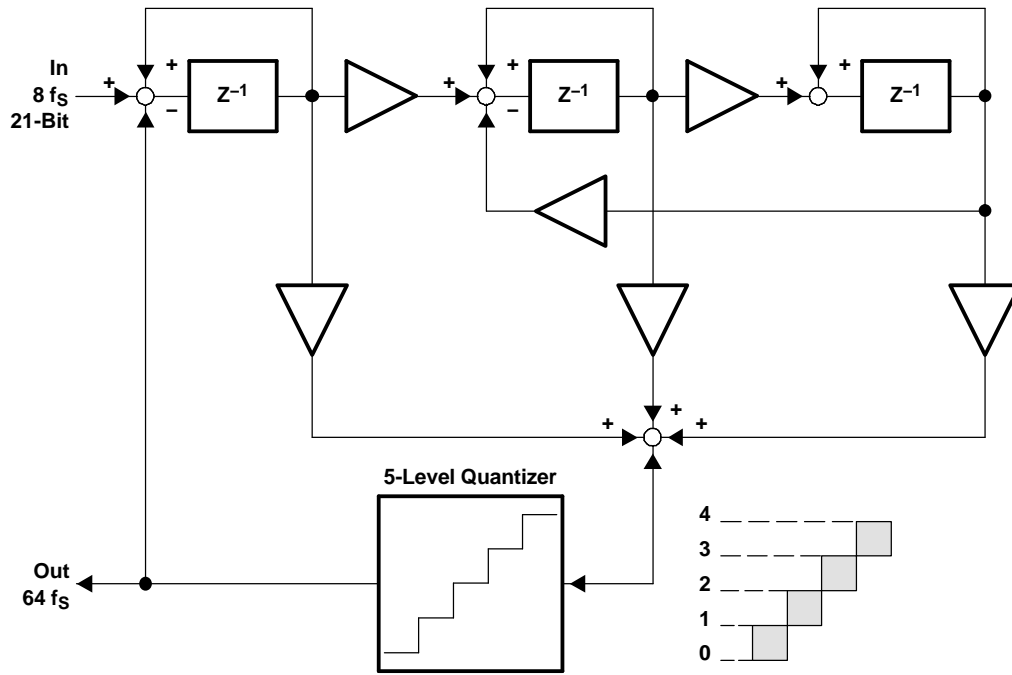 In
8 fS
21-Bit
+
+
−
Z−1
+
+
−
Z−1
+
+
Z−1
+
+
+
5-Level Quantizer
Out
64 fS
4
3
2
1
0